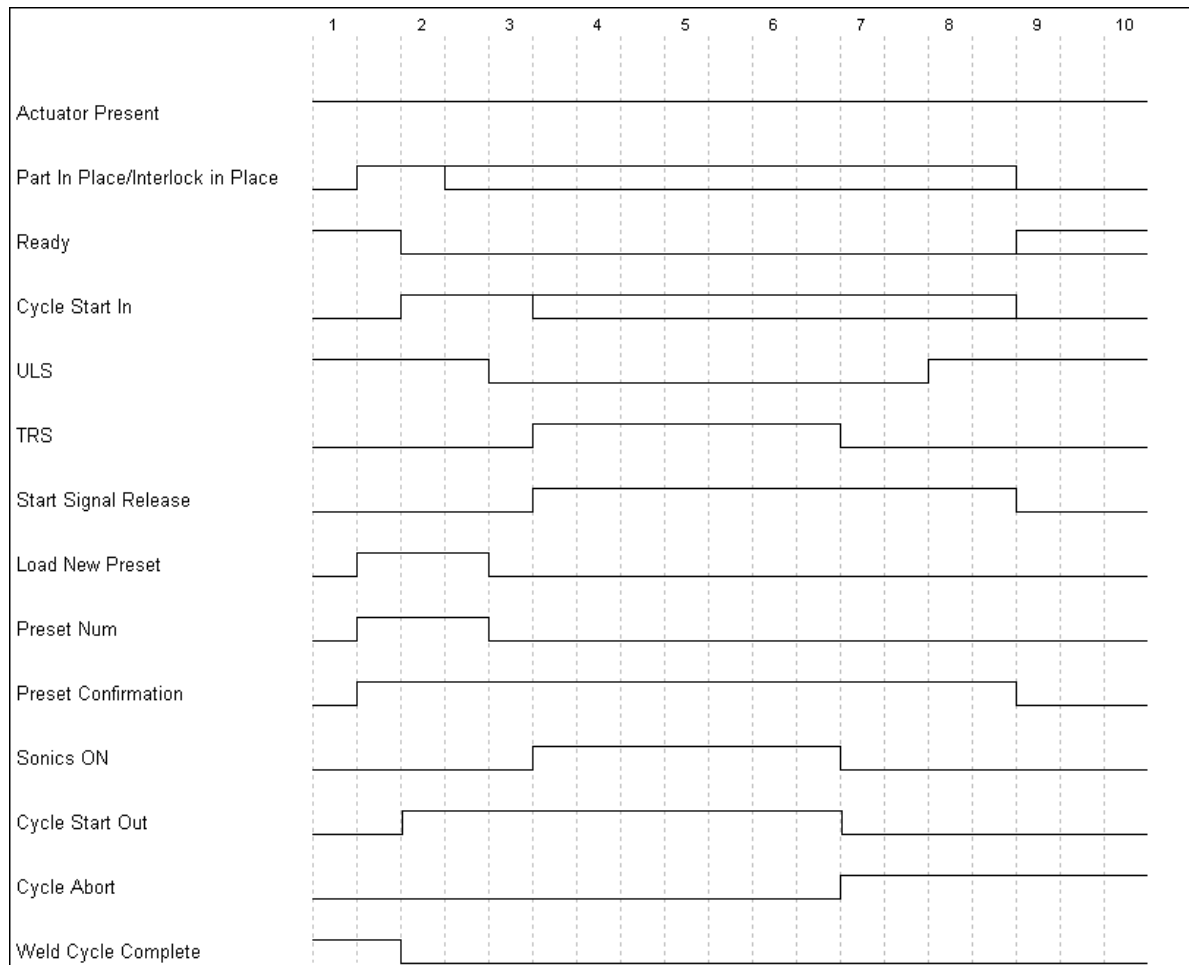 1 2 3 4 5 6 7 8 9 10
Actuator Present
Part In Place/Interlock in Place
Ready
Cycle Start In
ULS
TRS
Start Signal Release
Load New Preset
Preset Num
Preset Confirmation
Sonics ON
Cycle Start Out
Cycle Abort
Weld Cycle Complete